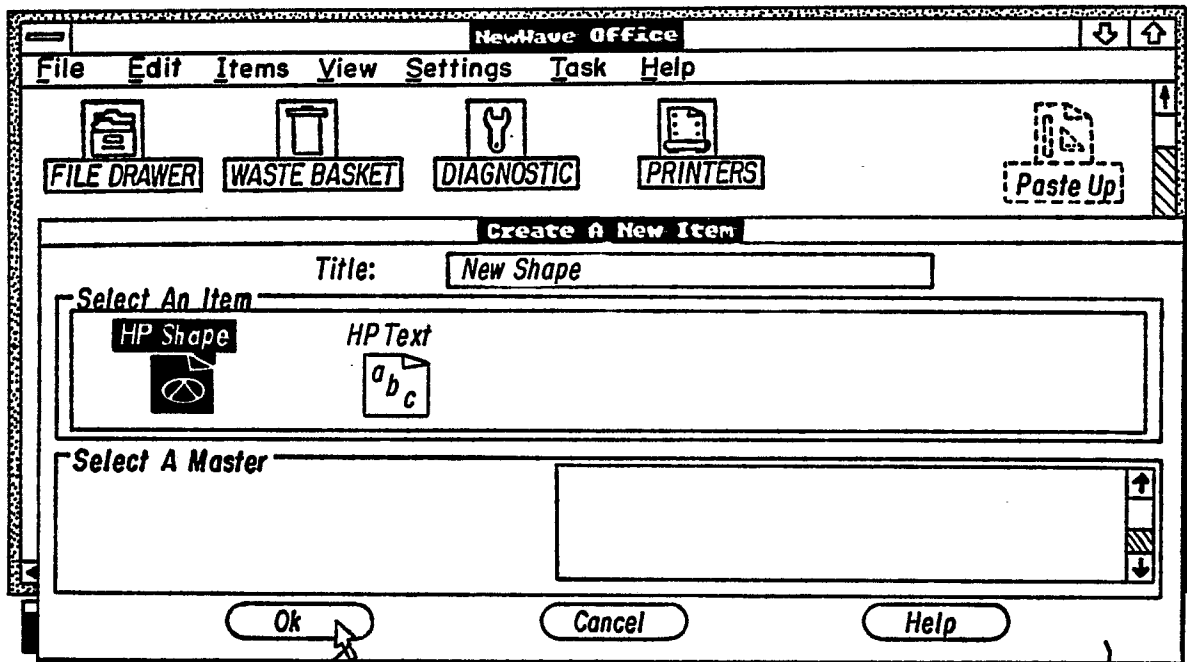 NewWave Office
File Edit Items View Settings Task Help
FILE DRAWER WASTE BASKET DIAGNOSTIC PRINTERS Paste Up
Create A New Item
Title: New Shape
Select An Item
HP Shape HP Text
a b c
Select A Master
Ok Cancel Help